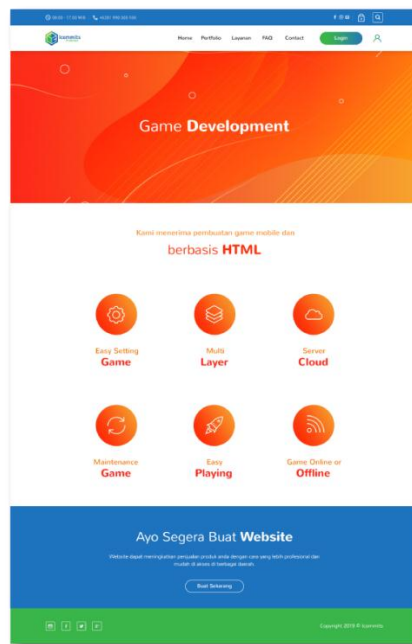 Home Portfolio Layanan FAQ Contact Login
Game Development
Kami menerima pembuatan game mobile dan
berbasis HTML
Easy Setting
Game
Multi
Layer
Server
Cloud
Maintenance
Game
Easy
Playing
Game Online or
Offline
Ayo Segera Buat Website
Website dapat meningkatkan penjualan produk anda dengan cara yang lebih profesional dan
mudah di akses di berbagai daerah.
Buat Sekarang